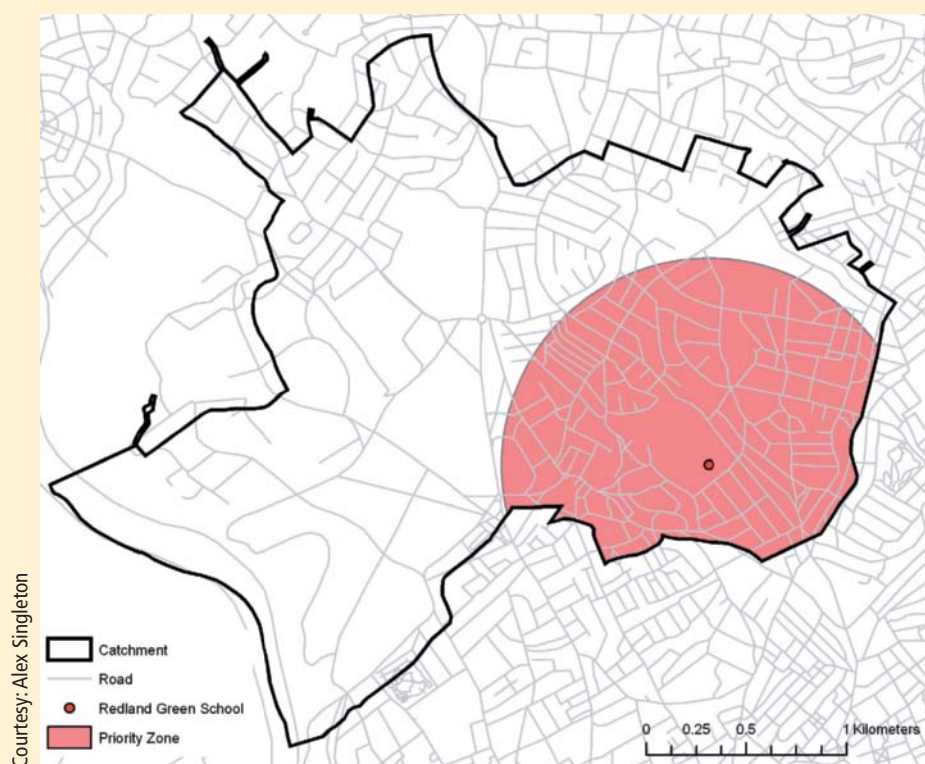 Courtesy: Alex Singleton
Catchment
Road
Redland Green School
Priority Zone
0 0.25 0.5 1 Kilometers